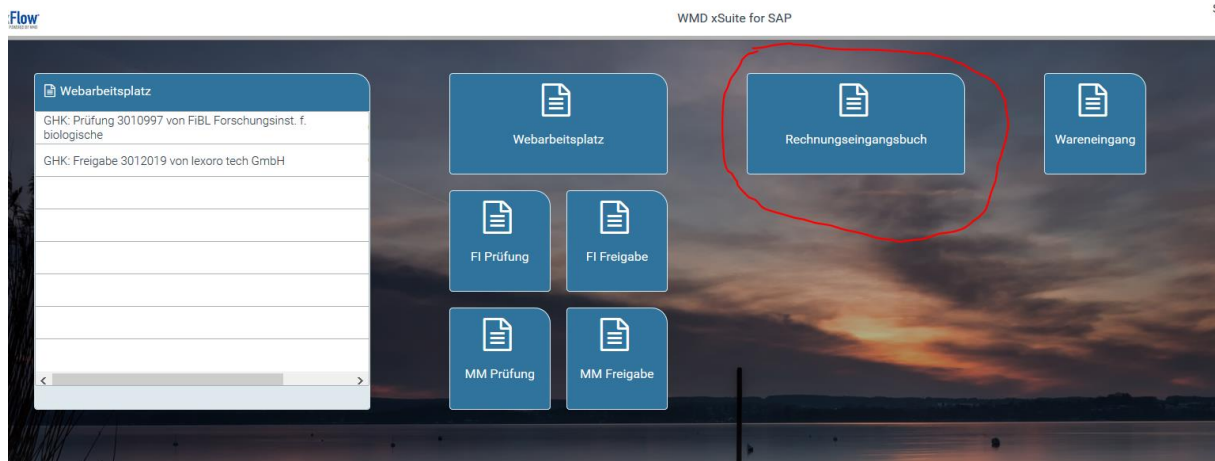 Flow
WMD xSuite for SAP
Webarbeitsplatz
GHK: Prüfung 3010997 von FiBL Forschungsinst. f.
biologische
GHK: Freigabe 3012019 von lexoro tech GmbH
Webarbeitsplatz
Rechnungseingangsbuch
Wareneingang
FI Prüfung
FI Freigabe
MM Prüfung
MM Freigabe